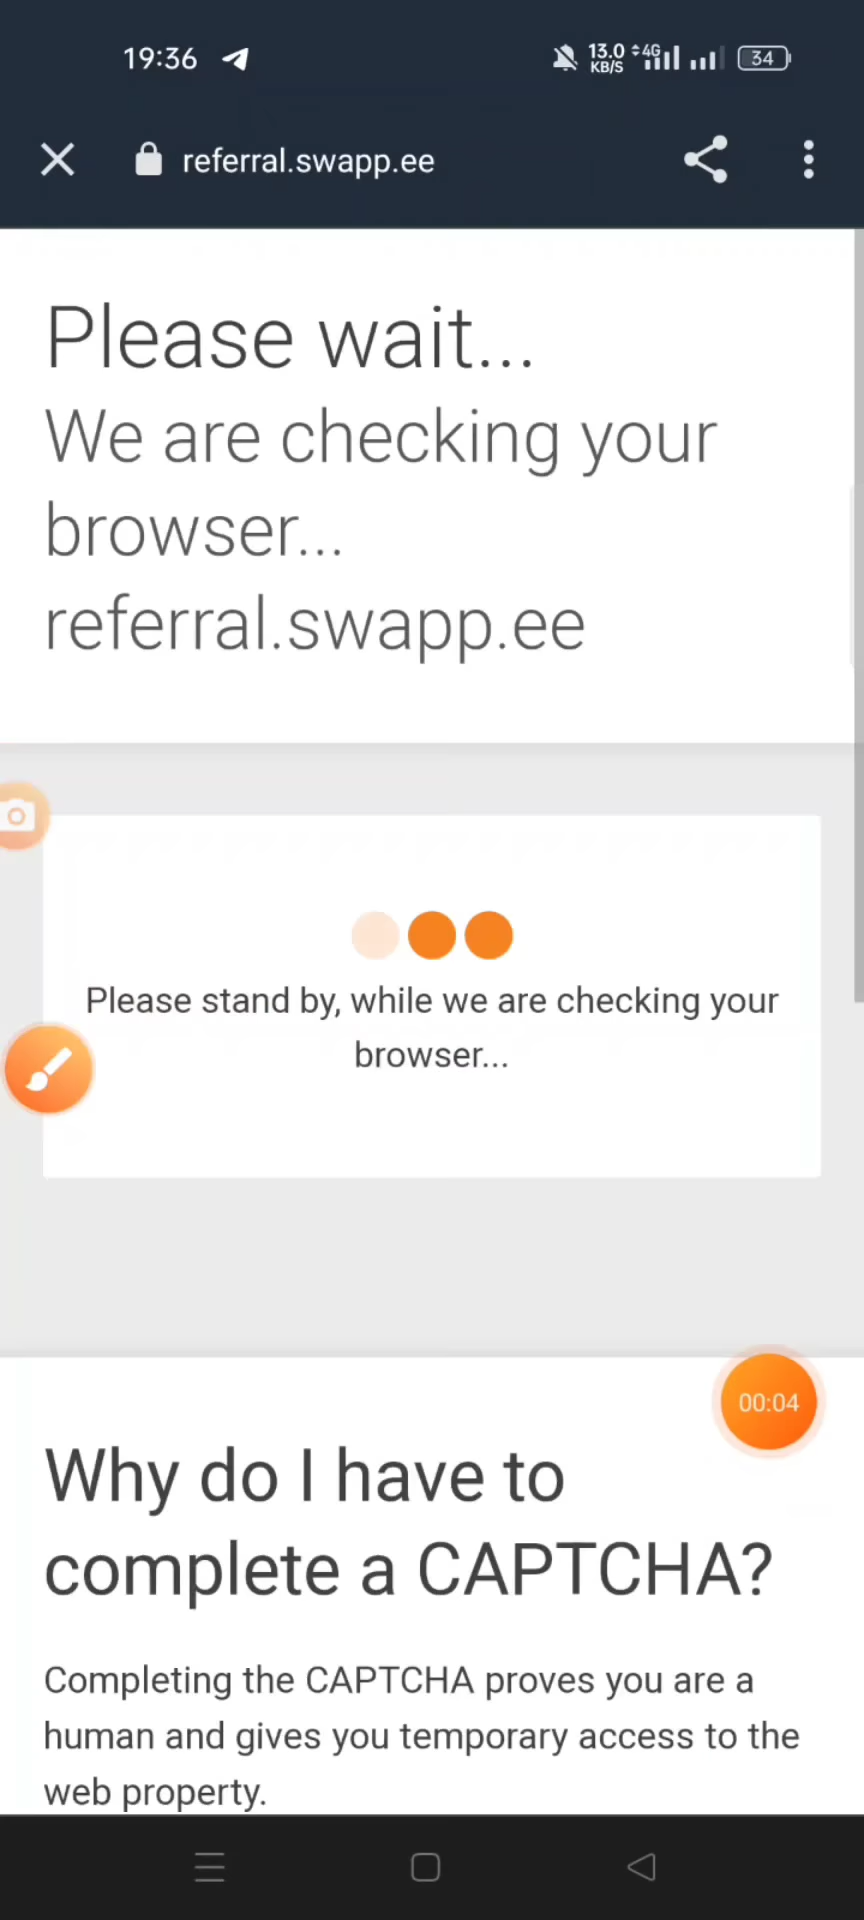 19:36
13.0
KB/S
4G
34
referral.swapp.ee
Please wait...
We are checking your
browser...
referral.swapp.ee
Please stand by, while we are checking your
browser...
00:04
Why do I have to
complete a CAPTCHA?
Completing the CAPTCHA proves you are a
human and gives you temporary access to the
web property.